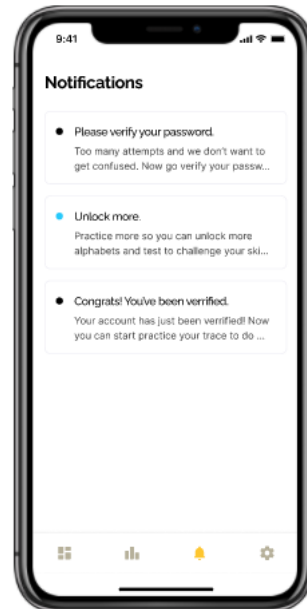 9:41
Notifications
Please verify your password.
Too many attempts and we don't want to
get confused. Now go verify your passw...
Unlock more.
Practice more so you can unlock more
alphabets and test to challenge your ski...
Congrats! You've been verrified.
Your account has just been verrified! Now
you can start practice your trace to do ...